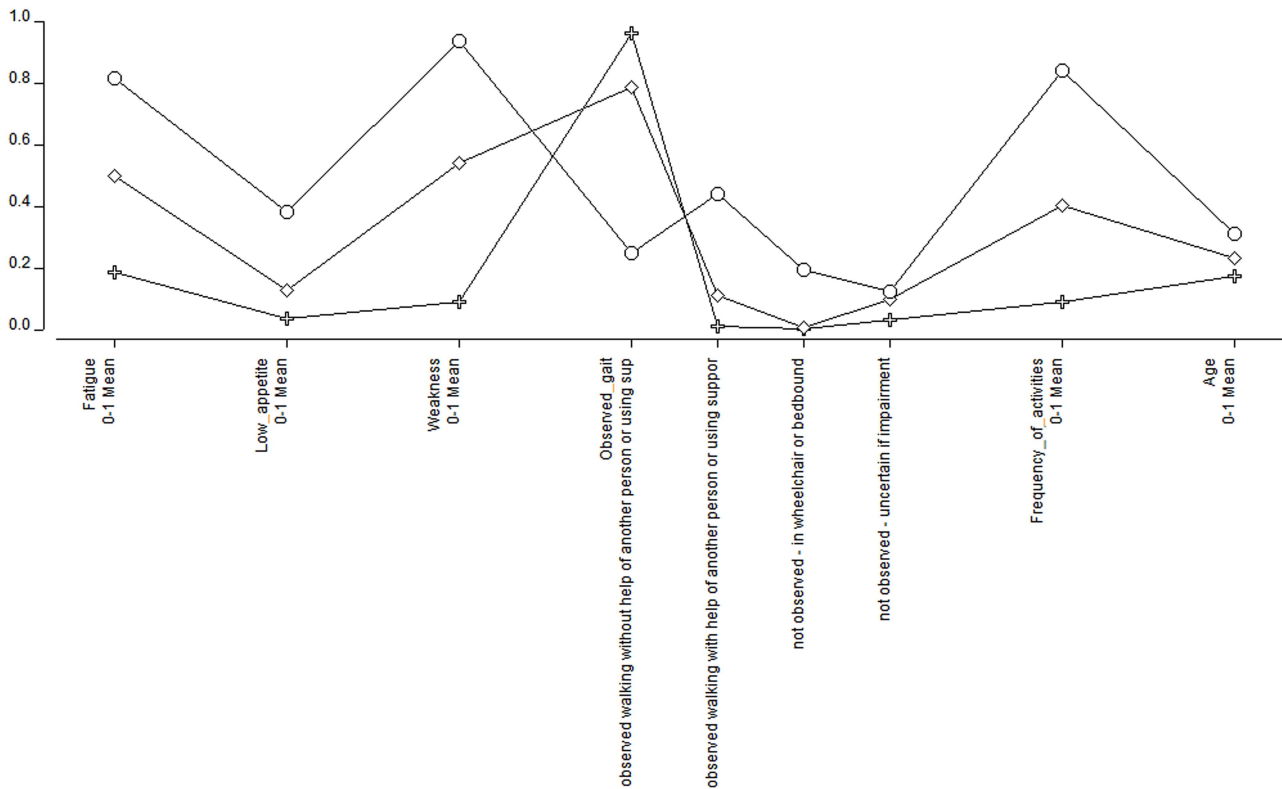 1.0
0.8
0.6
0.4
0.2
0.0
Fatigue
0-1 Mean
Low_appetite
0-1 Mean
Weakness
0-1 Mean
Observed_gait
observed walking without help of another person or using sup
observed walking with help of another person or using suppor
not observed - in wheelchair or bedbound
not observed - uncertain if impairment
Frequency_of_activities
0-1 Mean
Age
0-1 Mean